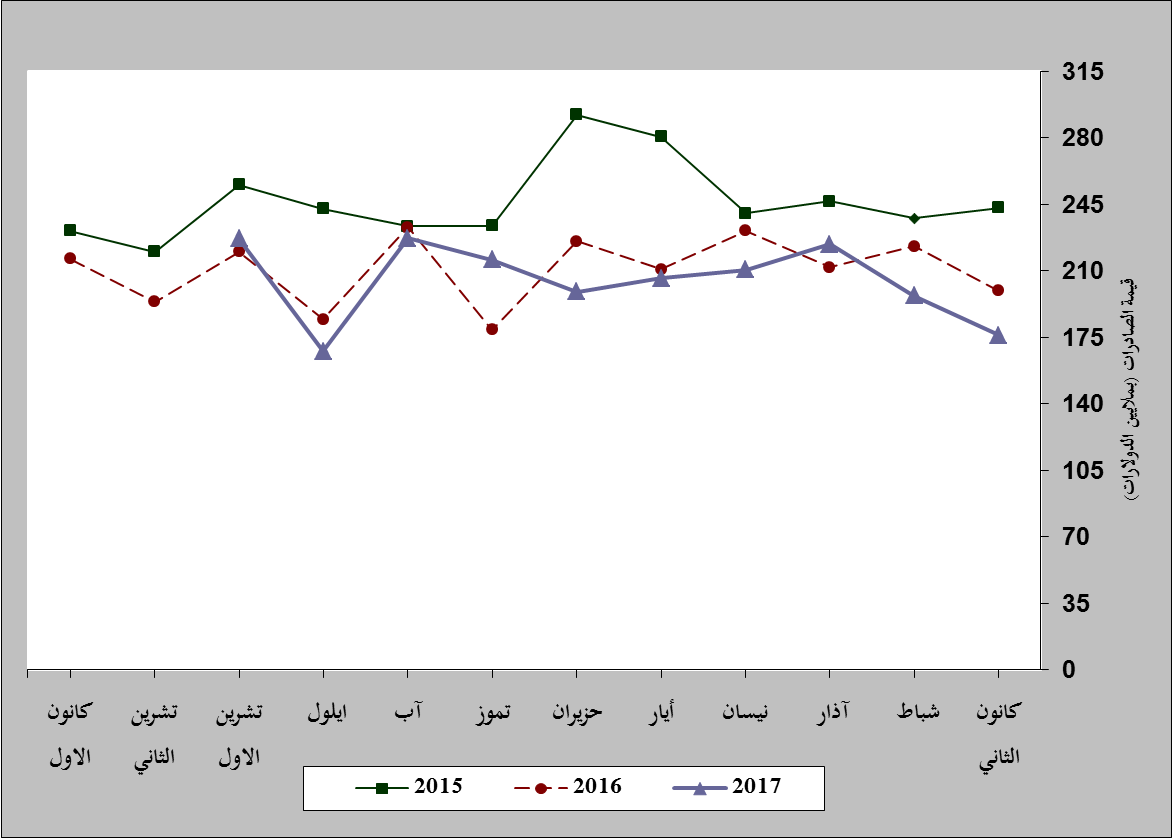 315
280
245
210
175
140
105
70
35
0
قيمة الصادرات (بملايين الدولارات)
كانون الثاني
شباط
آذار
نيسان
أيار
حزيران
تموز
آب
ايلول
تشرين الاول
تشرين الثاني
كانون الاول
2015 2016 2017